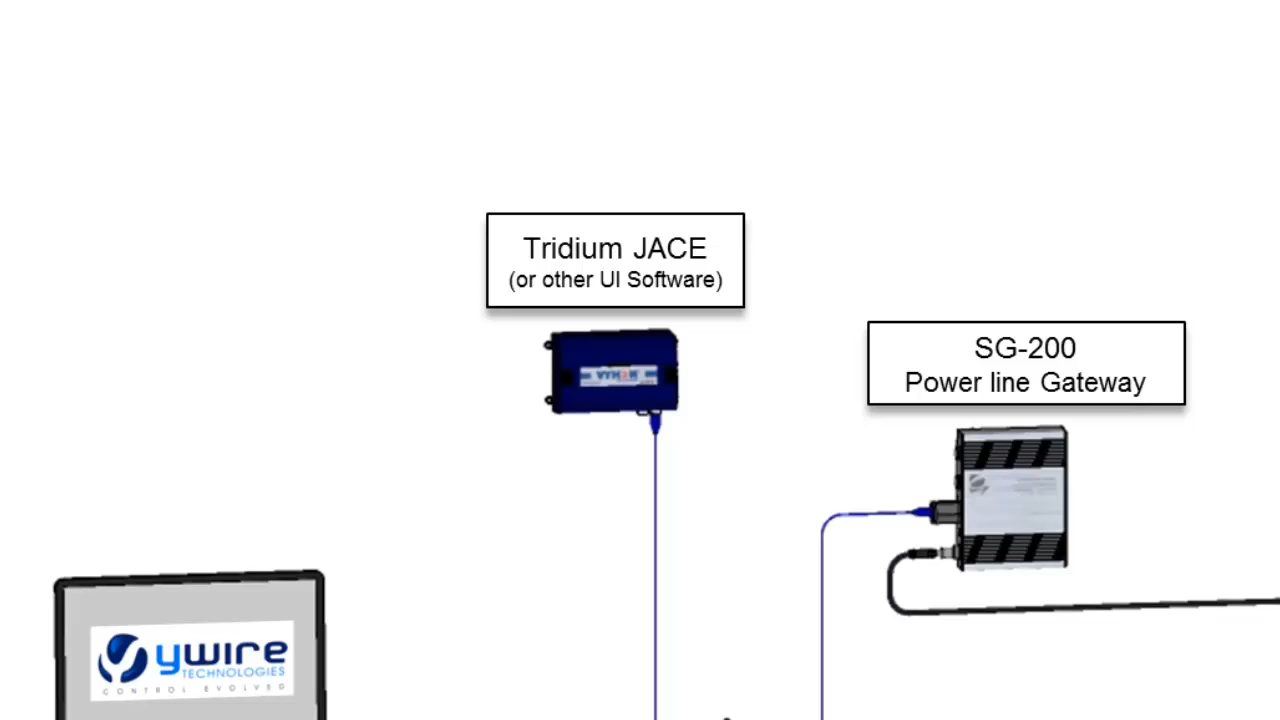 Tridium JACE
(or other UI Software)
SG-200
Power line Gateway
ywire
TECHNOLOGIES
CONTROL EVOLVED